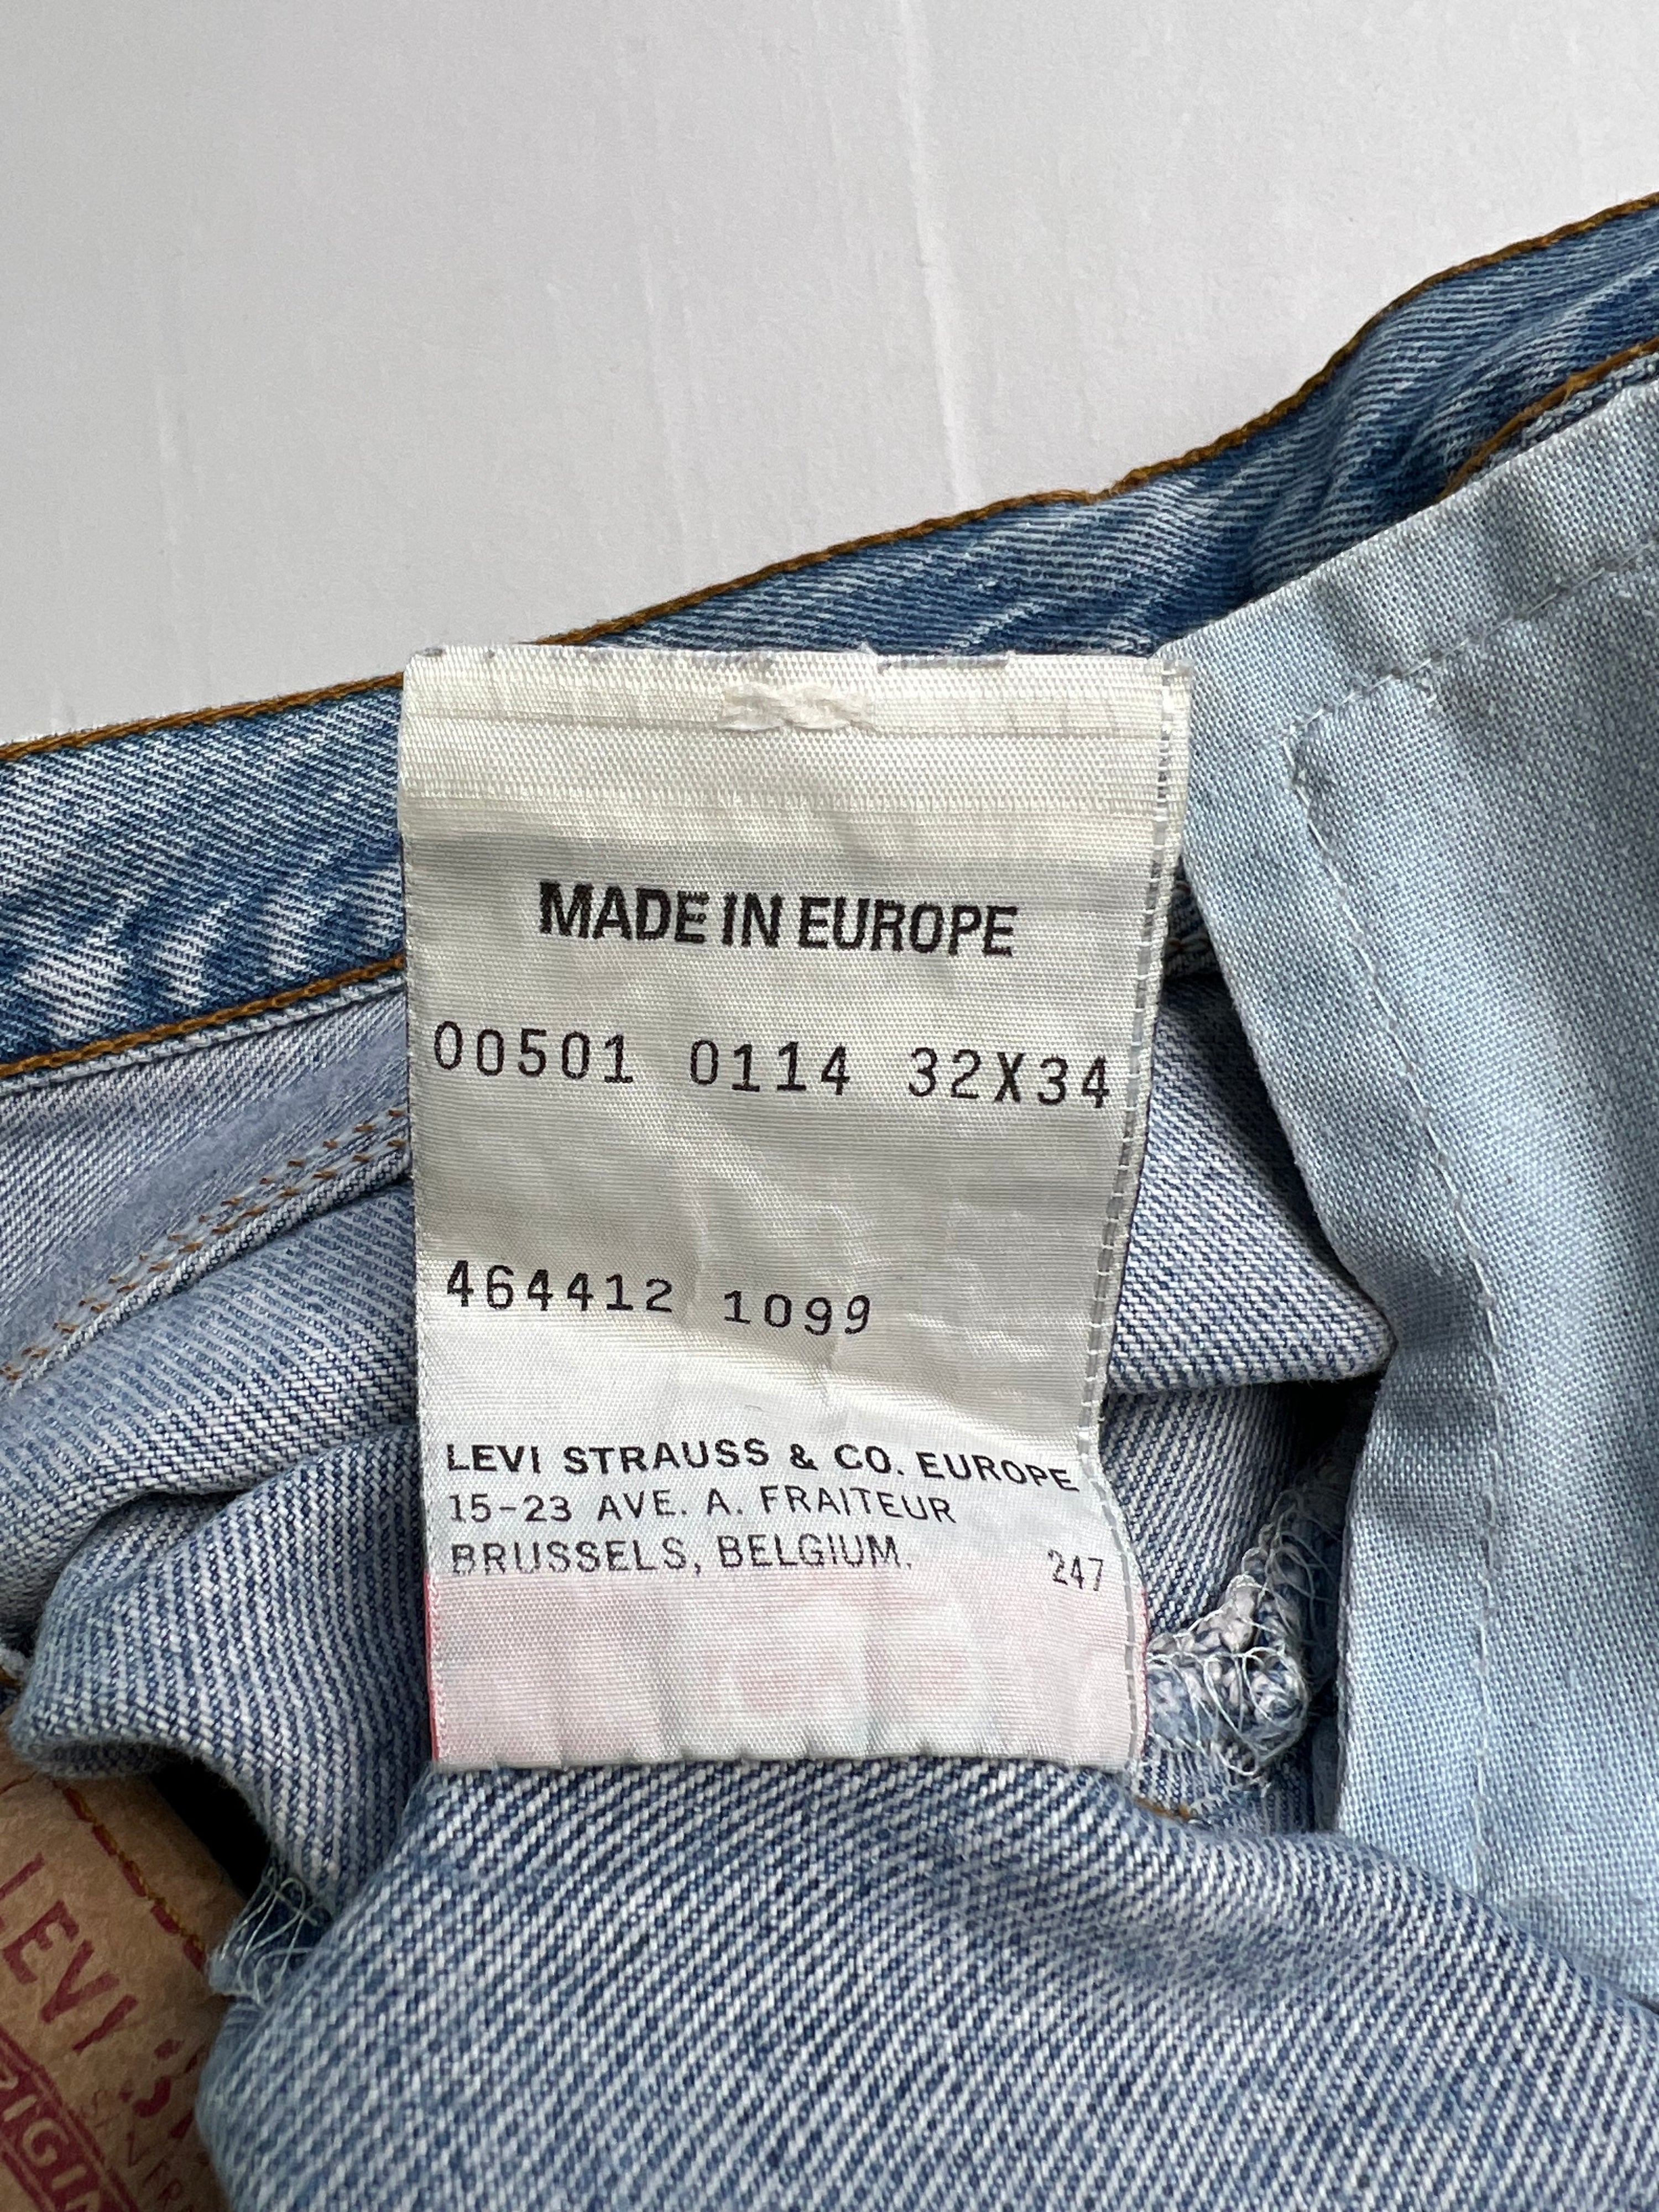 MADE IN EUROPE
00501 0114 32X34
464412 1099
LEVI STRAUSS & CO. EUROPE
15-23 AVE. A. FRAITEUR
BRUSSELS, BELGIUM. 247
LEVI